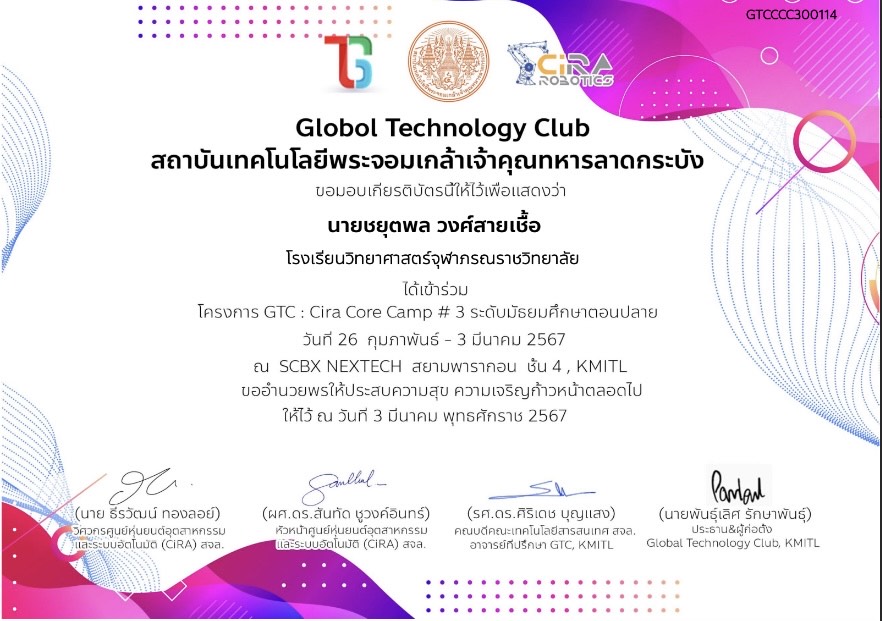 GTCCCC300114
CiRA
ROBOTICS
Globol Technology Club
สถาบันเทคโนโลยีพระจอมเกล้าเจ้าคุณทหารลาดกระบัง
ขอมอบเกียรติบัตรนี้ให้ไว้เพื่อแสดงว่า
นายชยุตพล วงศ์สายเชื้อ
โรงเรียนวิทยาศาสตร์จุฬาภรณราชวิทยาลัย
ได้เข้าร่วม
โครงการ GTC : Cira Core Camp # 3 ระดับมัธยมศึกษาตอนปลาย
วันที่ 26 กุมภาพันธ์ - 3 มีนาคม 2567
ณ SCBX NEXTECH สยามพารากอน ชั้น 4 , KMITL
ขออำนวยพรให้ประสบความสุข ความเจริญก้าวหน้าตลอดไป
ให้ไว้ ณ วันที่ 3 มีนาคม พุทธศักราช 2567
(นาย ธีรวัฒน์ ทองลอย)
วิศวกรศูนย์หุ่นยนต์อุตสาหกรรม
และระบบอัตโนมัติ (CiRA) สจล.
(ผศ.ดร.สันทัด ชูวงค์อินทร์)
หัวหน้าศูนย์หุ่นยนต์อุตสาหกรรม
และระบบอัตโนมัติ (CiRA) สจล.
(รศ.ดร.ศิริเดช บุญแสง)
คณบดีคณะเทคโนโลยีสารสนเทศ สจล.
อาจารย์ที่ปรึกษา GTC, KMITL
(นายพันธุ์เลิศ รักษาพันธุ์)
ประธาน&ผู้ก่อตั้ง
Global Technology Club, KMITL